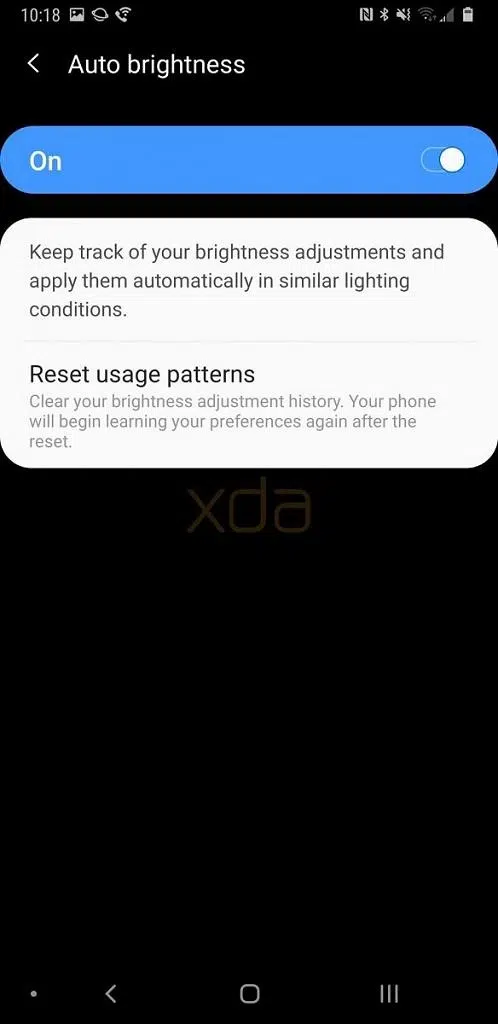 10:18
Auto brightness
On
Keep track of your brightness adjustments and
apply them automatically in similar lighting
conditions.
Reset usage patterns
Clear your brightness adjustment history. Your phone
will begin learning your preferences again after the
reset.
xda